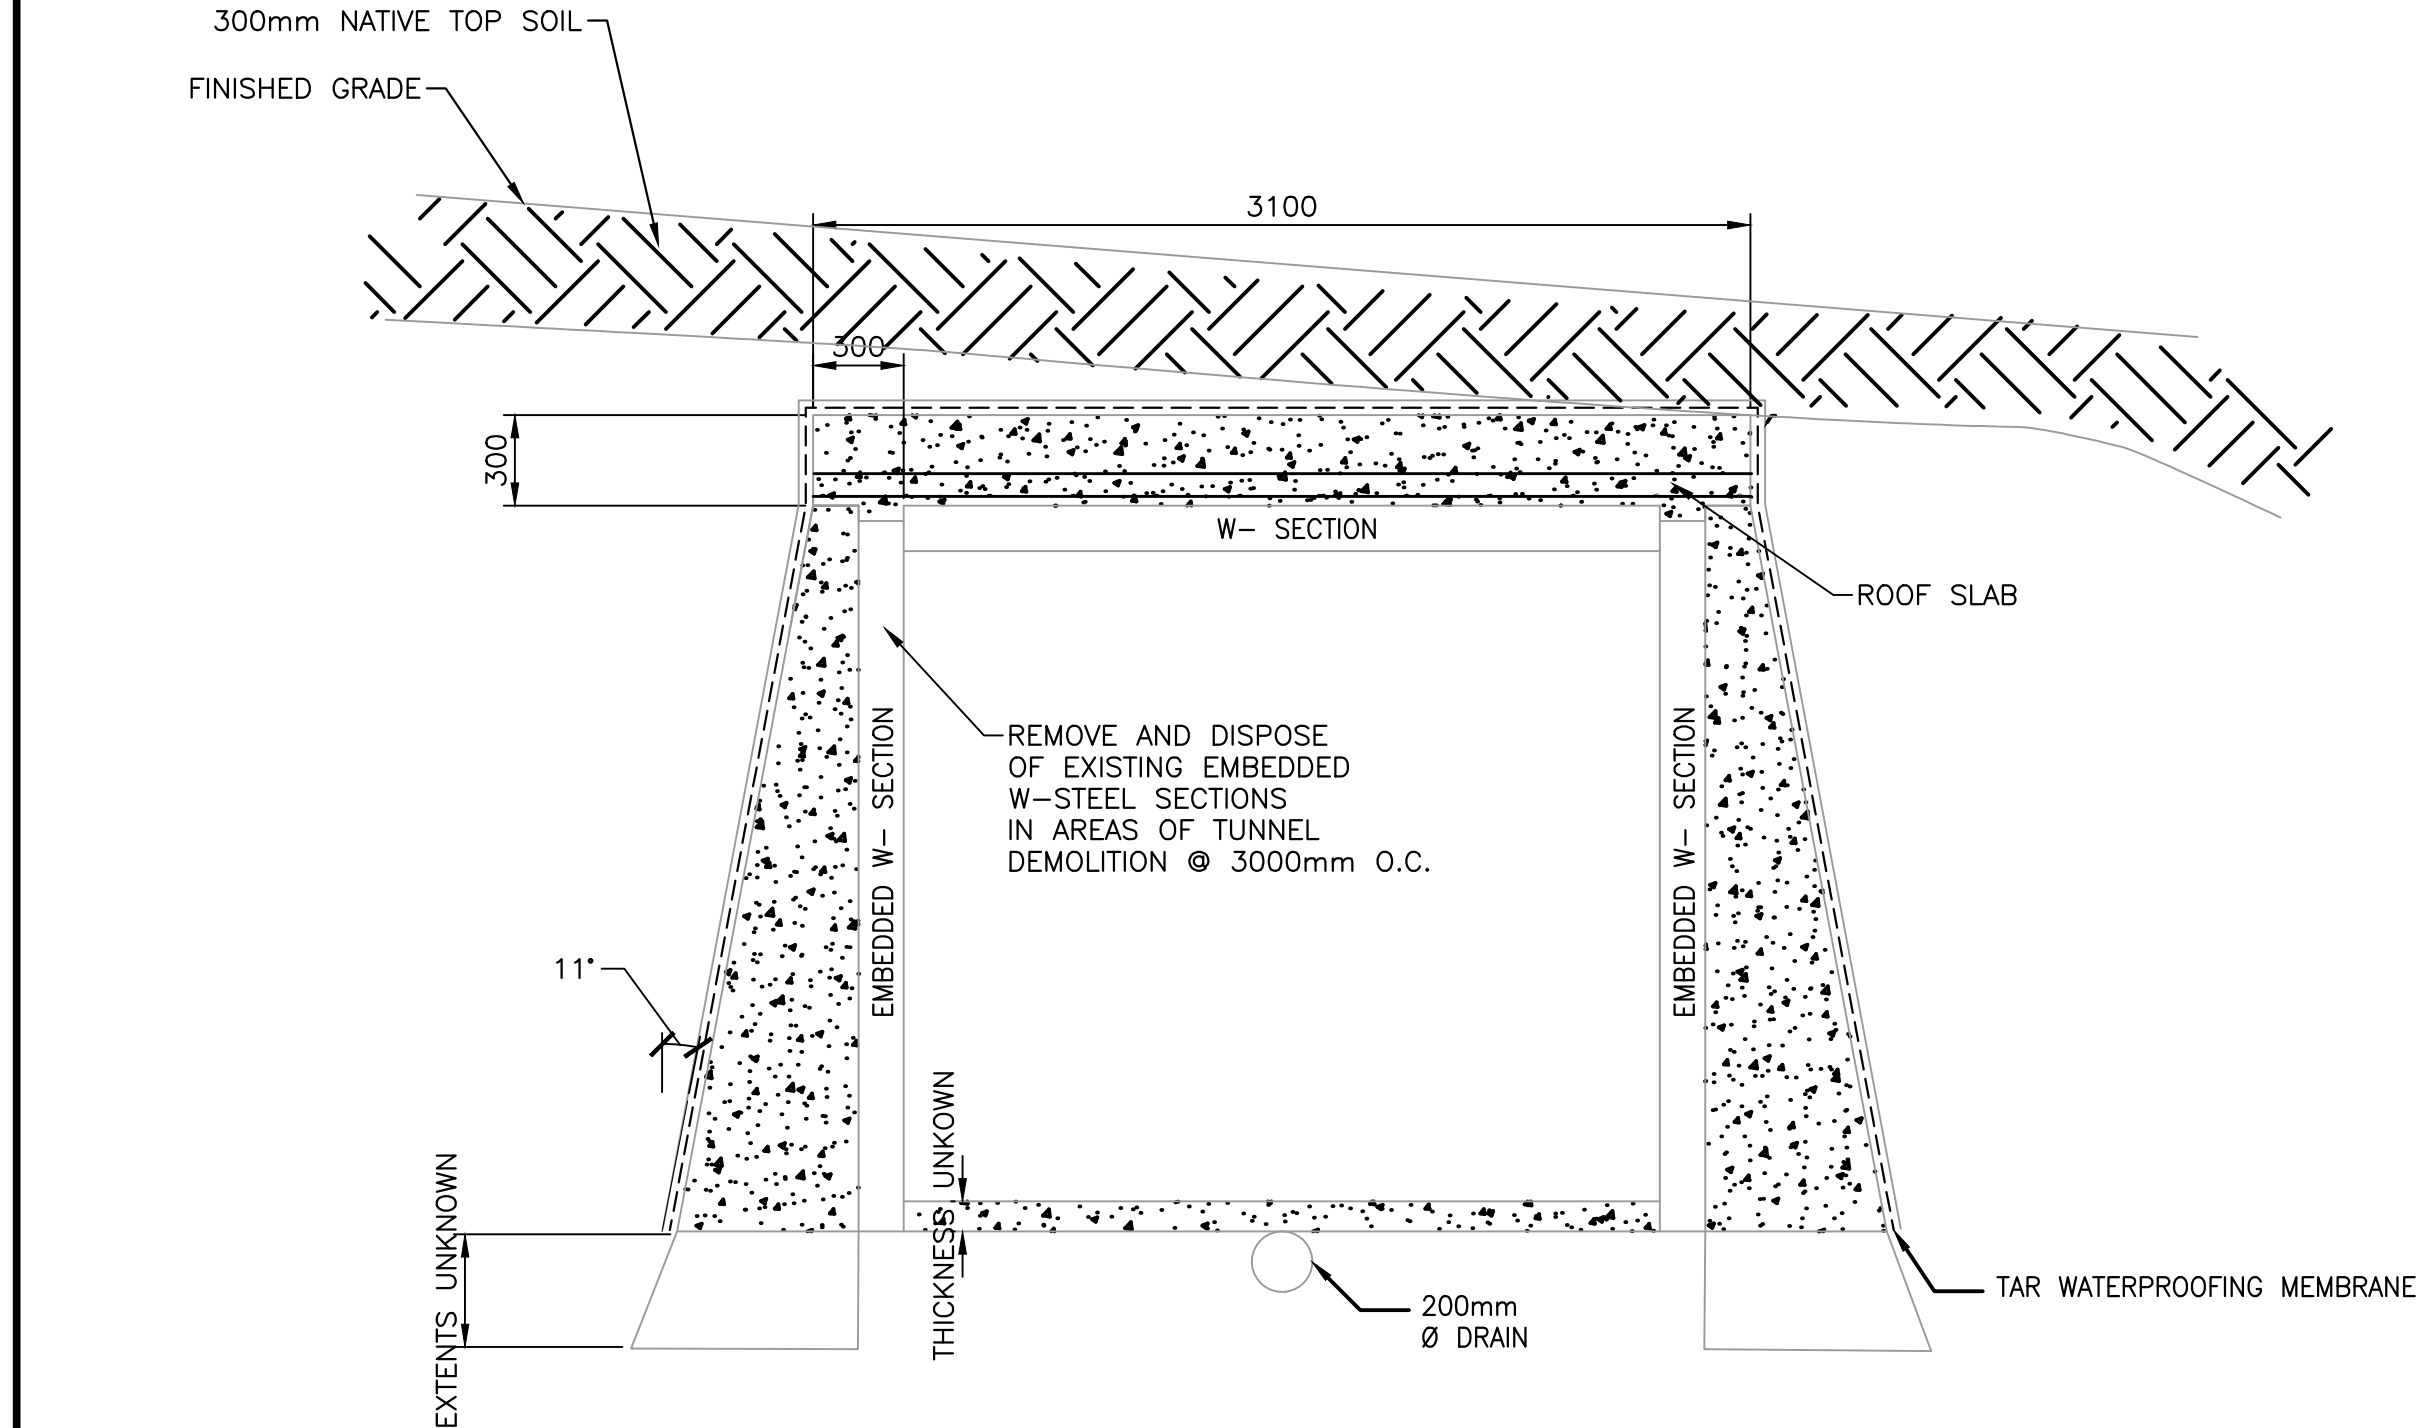 300mm NATIVE TOP SOIL
FINISHED GRADE
3100
300
300
W- SECTION
ROOF SLAB
REMOVE AND DISPOSE
OF EXISTING EMBEDDED
W-STEEL SECTIONS
IN AREAS OF TUNNEL
DEMOLITION @ 3000mm O.C.
EMBEDDED W- SECTION
EMBEDDED W- SECTION
11°
THICKNESS UNKOWN
EXTENTS UNKNOWN
TAR WATERPROOFING MEMBRANE
200mm
Ø DRAIN